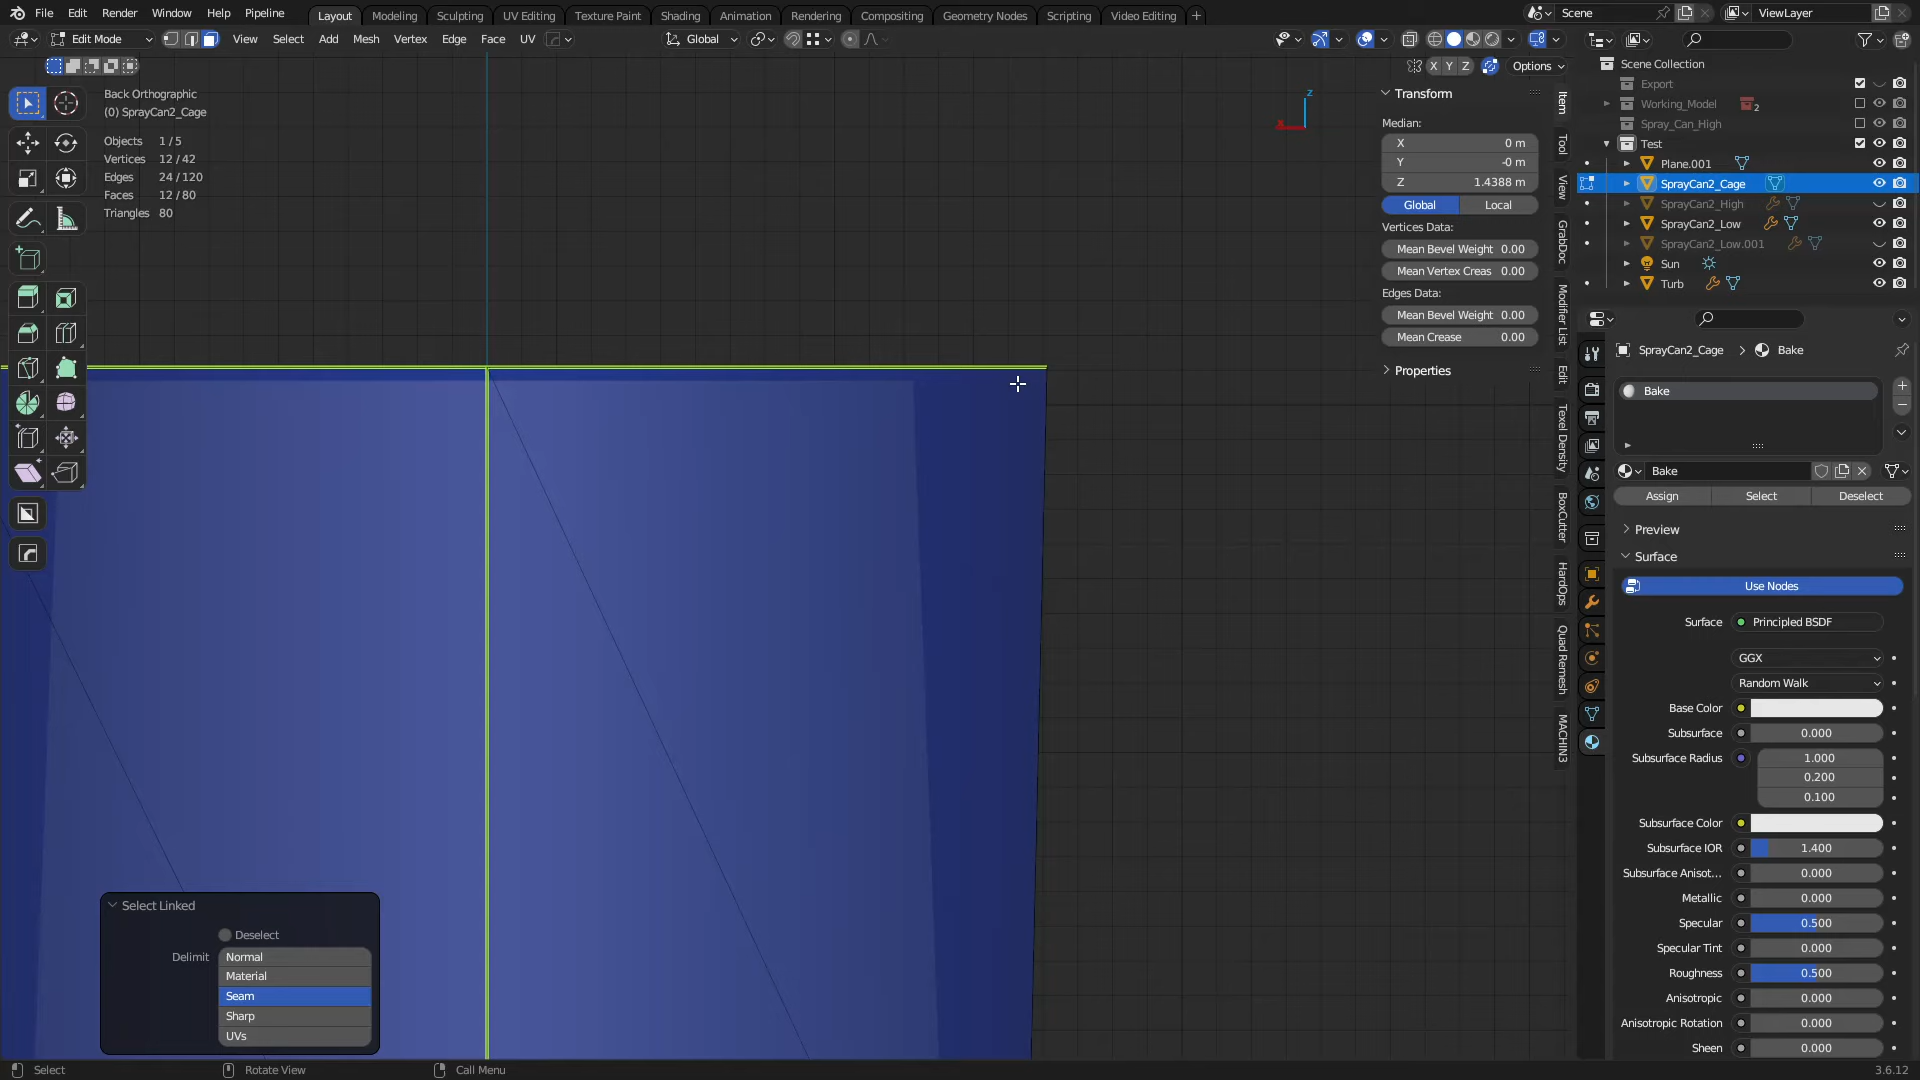 File Edit Render Window Help Pipeline
Layout Modeling Sculpting UV Editing Texture Paint Shading Animation Rendering Compositing Geometry Nodes Scripting Video Editing +
Scene
ViewLayer
Edit Mode
View Select Add Mesh Vertex Edge Face UV
Global
X Y Z
Options
Back Orthographic
(0) SprayCan2_Cage
Objects 1/5
Vertices 12/42
Edges 24/120
Faces 12/80
Triangles 80
Z
X
Transform
Median:
X 0 m
Y -0 m
Z 1.4388 m
Global Local
Vertices Data:
Mean Bevel Weight 0.00
Mean Vertex Creas 0.00
Edges Data:
Mean Bevel Weight 0.00
Mean Crease 0.00
Properties
Item
Tool
View
GrabDoc
Modifier List
Edit
Texel Density
BoxCutter
HardOps
Quad Remesh
MACHIN3
Scene Collection
Export
Working_Model 2
Spray_Can_High
Test
Plane.001
SprayCan2_Cage
SprayCan2_High
SprayCan2_Low
SprayCan2_Low.001
Sun
Turb
SprayCan2_Cage > Bake
Bake
Bake
Assign Select Deselect
Preview
Surface
Use Nodes
Surface Principled BSDF
GGX
Random Walk
Base Color
Subsurface 0.000
Subsurface Radius 1.000
0.200
0.100
Subsurface Color
Subsurface IOR 1.400
Subsurface Anisot... 0.000
Metallic 0.000
Specular 0.500
Specular Tint 0.000
Roughness 0.500
Anisotropic 0.000
Anisotropic Rotation 0.000
Sheen 0.000
Select Linked
Deselect
Delimit Normal
Material
Seam
Sharp
UVs
Select Rotate View Call Menu 3.6.12